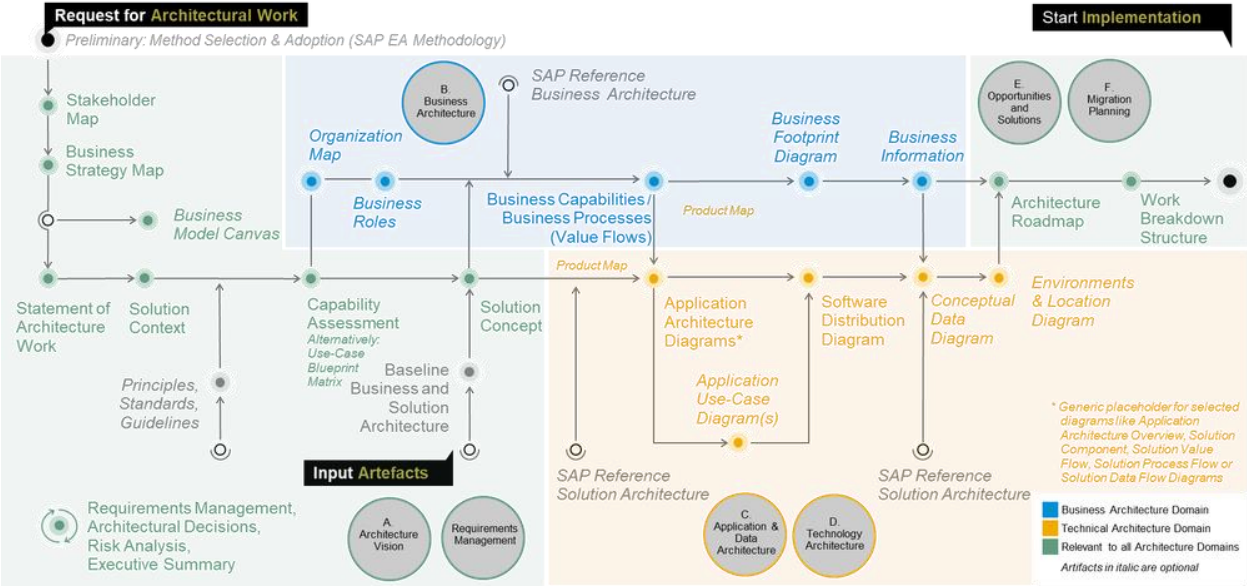 Request for Architectural Work
Start Implementation
Preliminary: Method Selection & Adoption (SAP EA Methodology)
Stakeholder
Map
Business
Strategy Map
Business
Model Canvas
Statement of
Architecture
Work
Solution
Context
Principles,
Standards,
Guidelines
Capability
Assessment
Alternatively:
Use-Case
Blueprint
Matrix
Baseline
Business and
Solution
Architecture
Solution
Concept
Input Artefacts
Requirements Management,
Architectural Decisions,
Risk Analysis,
Executive Summary
A.
Architecture
Vision
Requirements
Management
B.
Business
Architecture
SAP Reference
Business Architecture
Organization
Map
Business
Roles
Business Capabilities/
Business Processes
(Value Flows)
Product Map
Business
Footprint
Diagram
Business
Information
E.
Opportunities
and
Solutions
F.
Migration
Planning
Architecture
Roadmap
Work
Breakdown
Structure
Product Map
Application
Architecture
Diagrams*
Software
Distribution
Diagram
Conceptual
Data
Diagram
Environments
& Location
Diagram
Application
Use-Case
Diagram(s)
SAP Reference
Solution Architecture
SAP Reference
Solution Architecture
C.
Application &
Data
Architecture
D.
Technology
Architecture
* Generic placeholder for selected
diagrams like Application
Architecture Overview, Solution
Component, Solution Value
Flow, Solution Process Flow or
Solution Data Flow Diagrams
Business Architecture Domain
Technical Architecture Domain
Relevant to all Architecture Domains
Artifacts in italic are optional